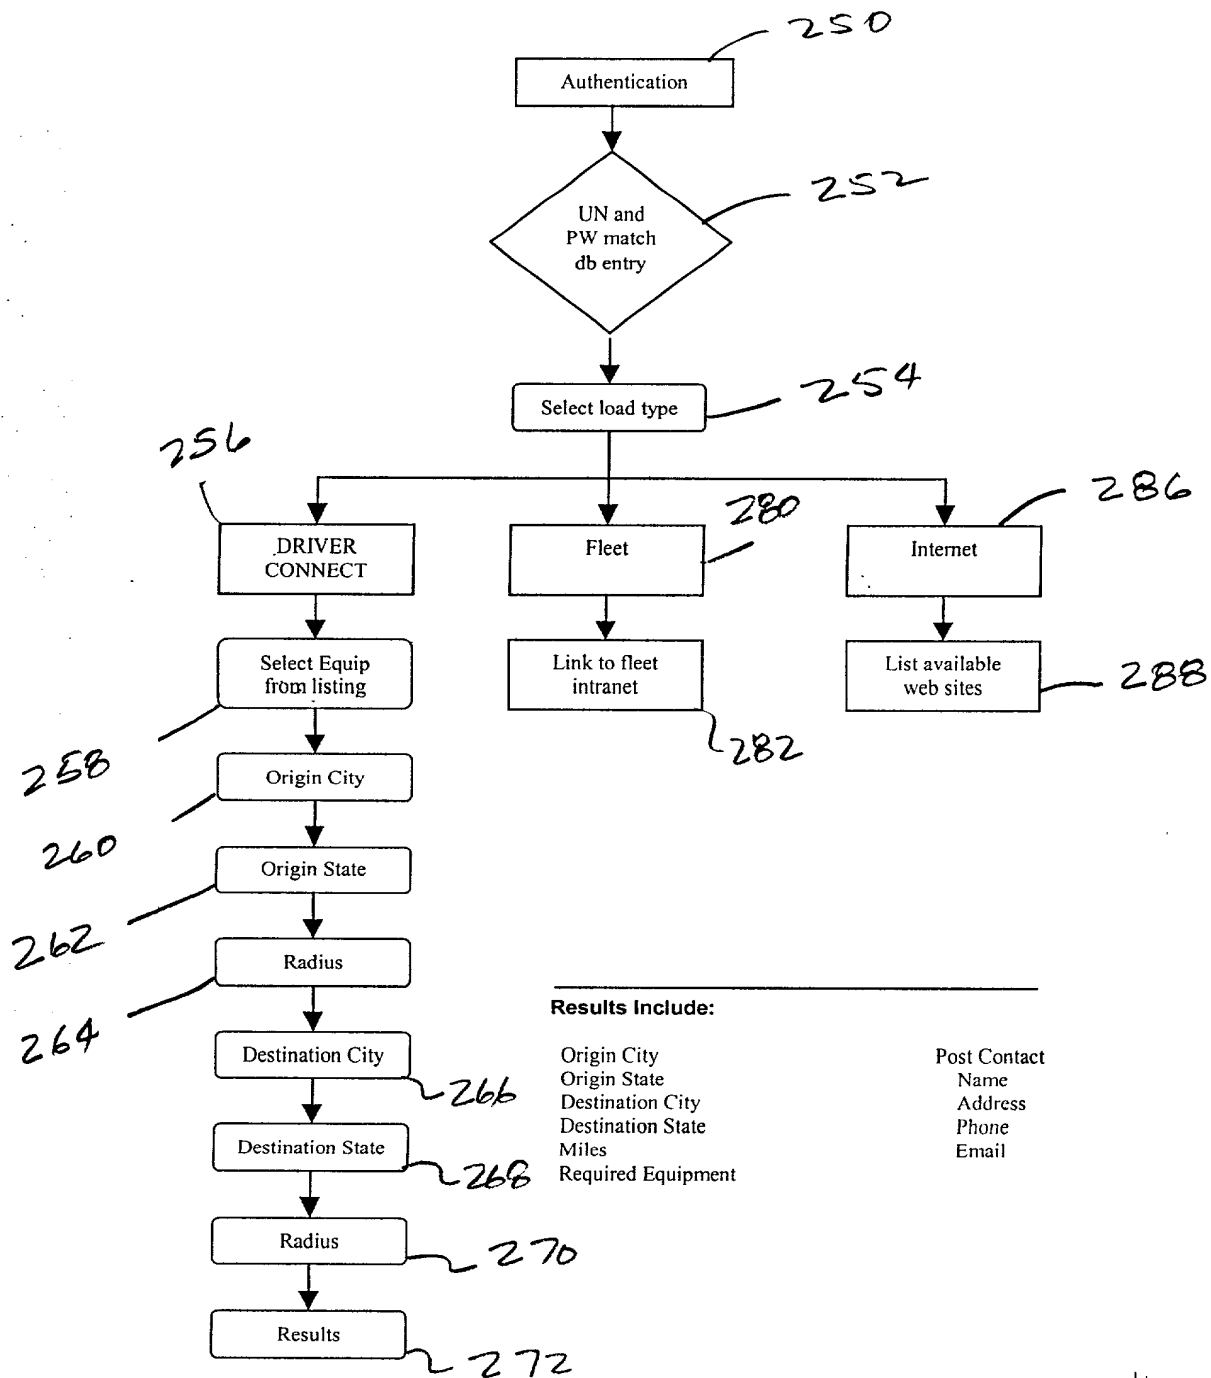 250
Authentication
252
UN and
PW match
db entry
254
Select load type
256
280
286
DRIVER
CONNECT
Fleet
Internet
Select Equip
from listing
Link to fleet
intranet
List available
web sites
288
282
258
Origin City
260
Origin State
262
Radius
264
Destination City
266
Destination State
268
Radius
270
Results
272
Results Include:
Origin City
Origin State
Destination City
Destination State
Miles
Required Equipment
Post Contact
Name
Address
Phone
Email